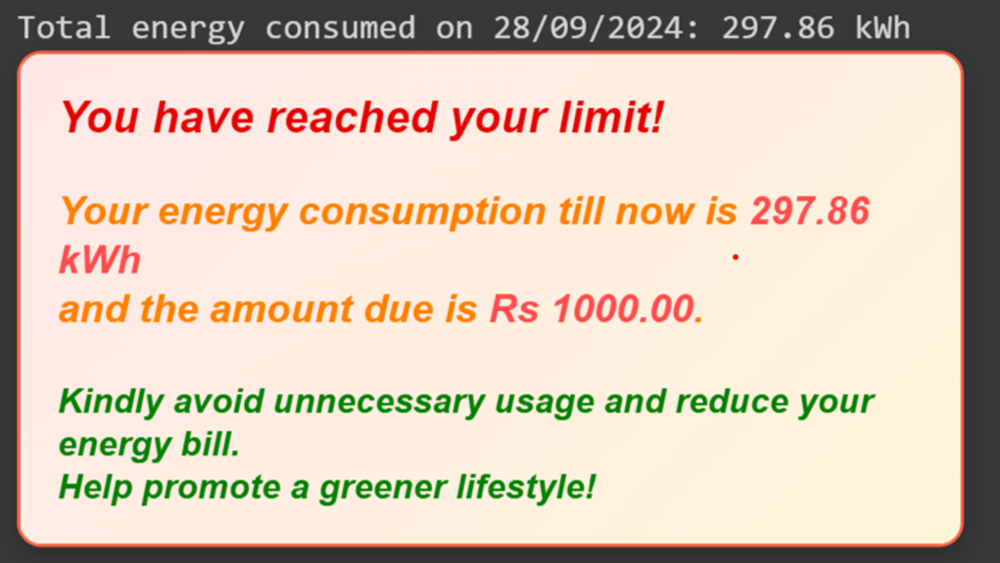 Total energy consumed on 28/09/2024: 297.86 kWh
You have reached your limit!
Your energy consumption till now is 297.86
kWh
and the amount due is Rs 1000.00.
Kindly avoid unnecessary usage and reduce your
energy bill.
Help promote a greener lifestyle!